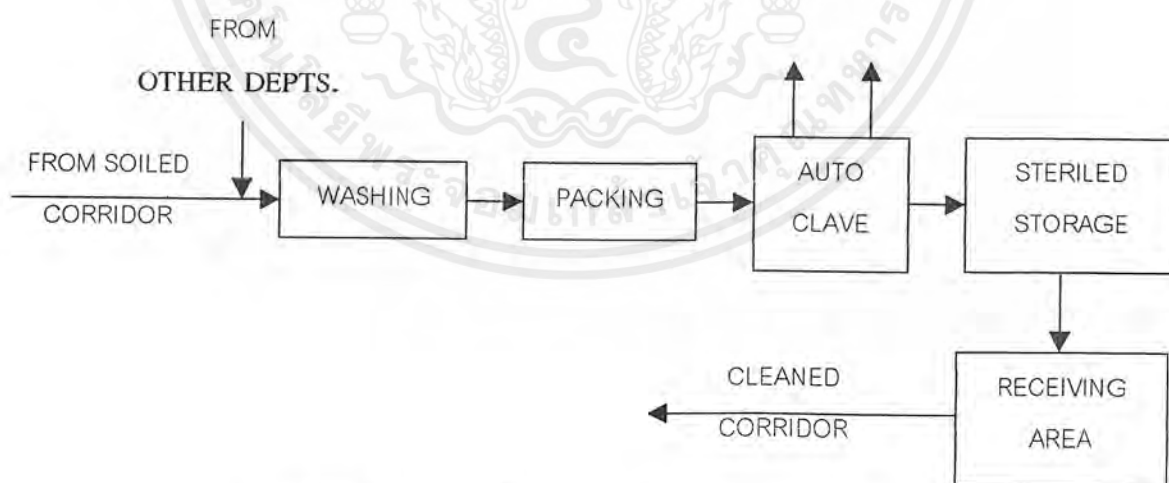 FROM
OTHER DEPTS.
FROM SOILED
CORRIDOR
WASHING
PACKING
AUTO
CLAVE
STERILED
STORAGE
CLEANED
CORRIDOR
RECEIVING
AREA